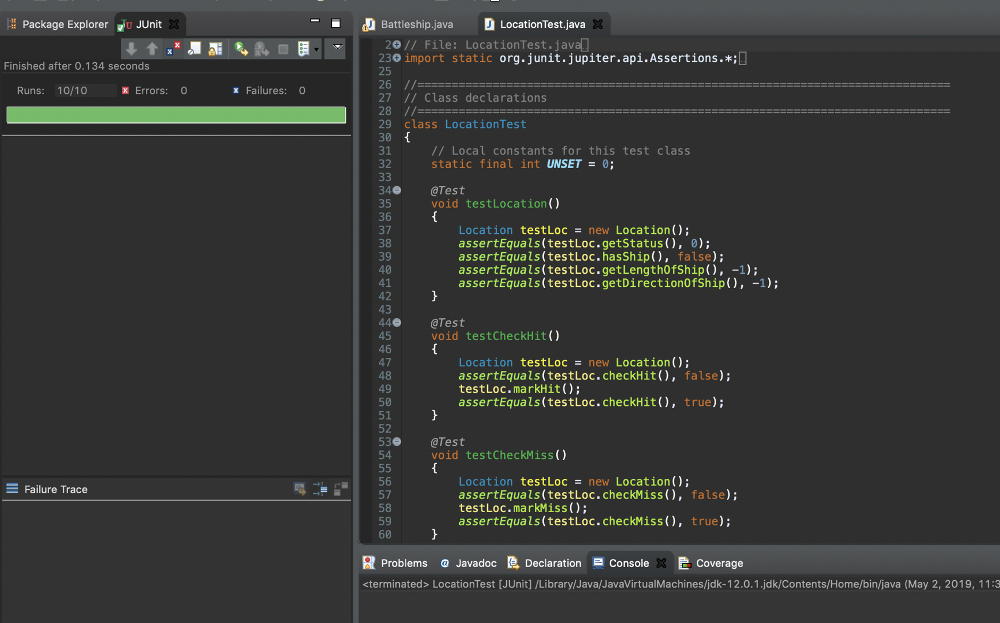 Package Explorer
JUnit
Finished after 0.134 seconds
Runs: 10/10 Errors: 0 Failures: 0
Failure Trace
Battleship.java
LocationTest.java
2 // File: LocationTest.java
23 import static org.junit.jupiter.api.Assertions.*;
25
26 //==============================================================================
27 // Class declarations
28 //==============================================================================
29 class LocationTest
30 {
31     // Local constants for this test class
32     static final int UNSET = 0;
33
34     @Test
35     void testLocation()
36     {
37         Location testLoc = new Location();
38         assertEquals(testLoc.getStatus(), 0);
39         assertEquals(testLoc.hasShip(), false);
40         assertEquals(testLoc.getLengthOfShip(), -1);
41         assertEquals(testLoc.getDirectionOfShip(), -1);
42     }
43
44     @Test
45     void testCheckHit()
46     {
47         Location testLoc = new Location();
48         assertEquals(testLoc.checkHit(), false);
49         testLoc.markHit();
50         assertEquals(testLoc.checkHit(), true);
51     }
52
53     @Test
54     void testCheckMiss()
55     {
56         Location testLoc = new Location();
57         assertEquals(testLoc.checkMiss(), false);
58         testLoc.markMiss();
59         assertEquals(testLoc.checkMiss(), true);
60     }
Problems @ Javadoc Declaration Console Coverage
<terminated> LocationTest [JUnit] /Library/Java/JavaVirtualMachines/jdk-12.0.1.jdk/Contents/Home/bin/java (May 2, 2019, 11:3